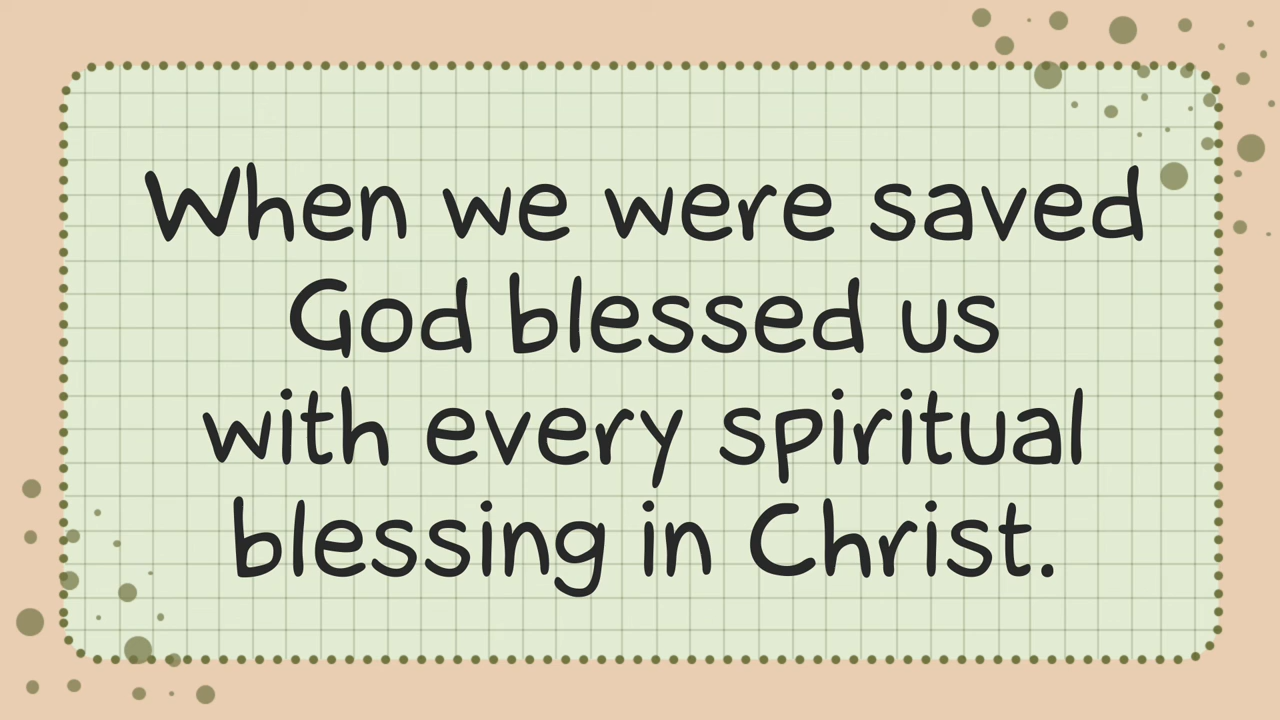 When we were saved
God blessed us
with every spiritual
blessing in Christ.